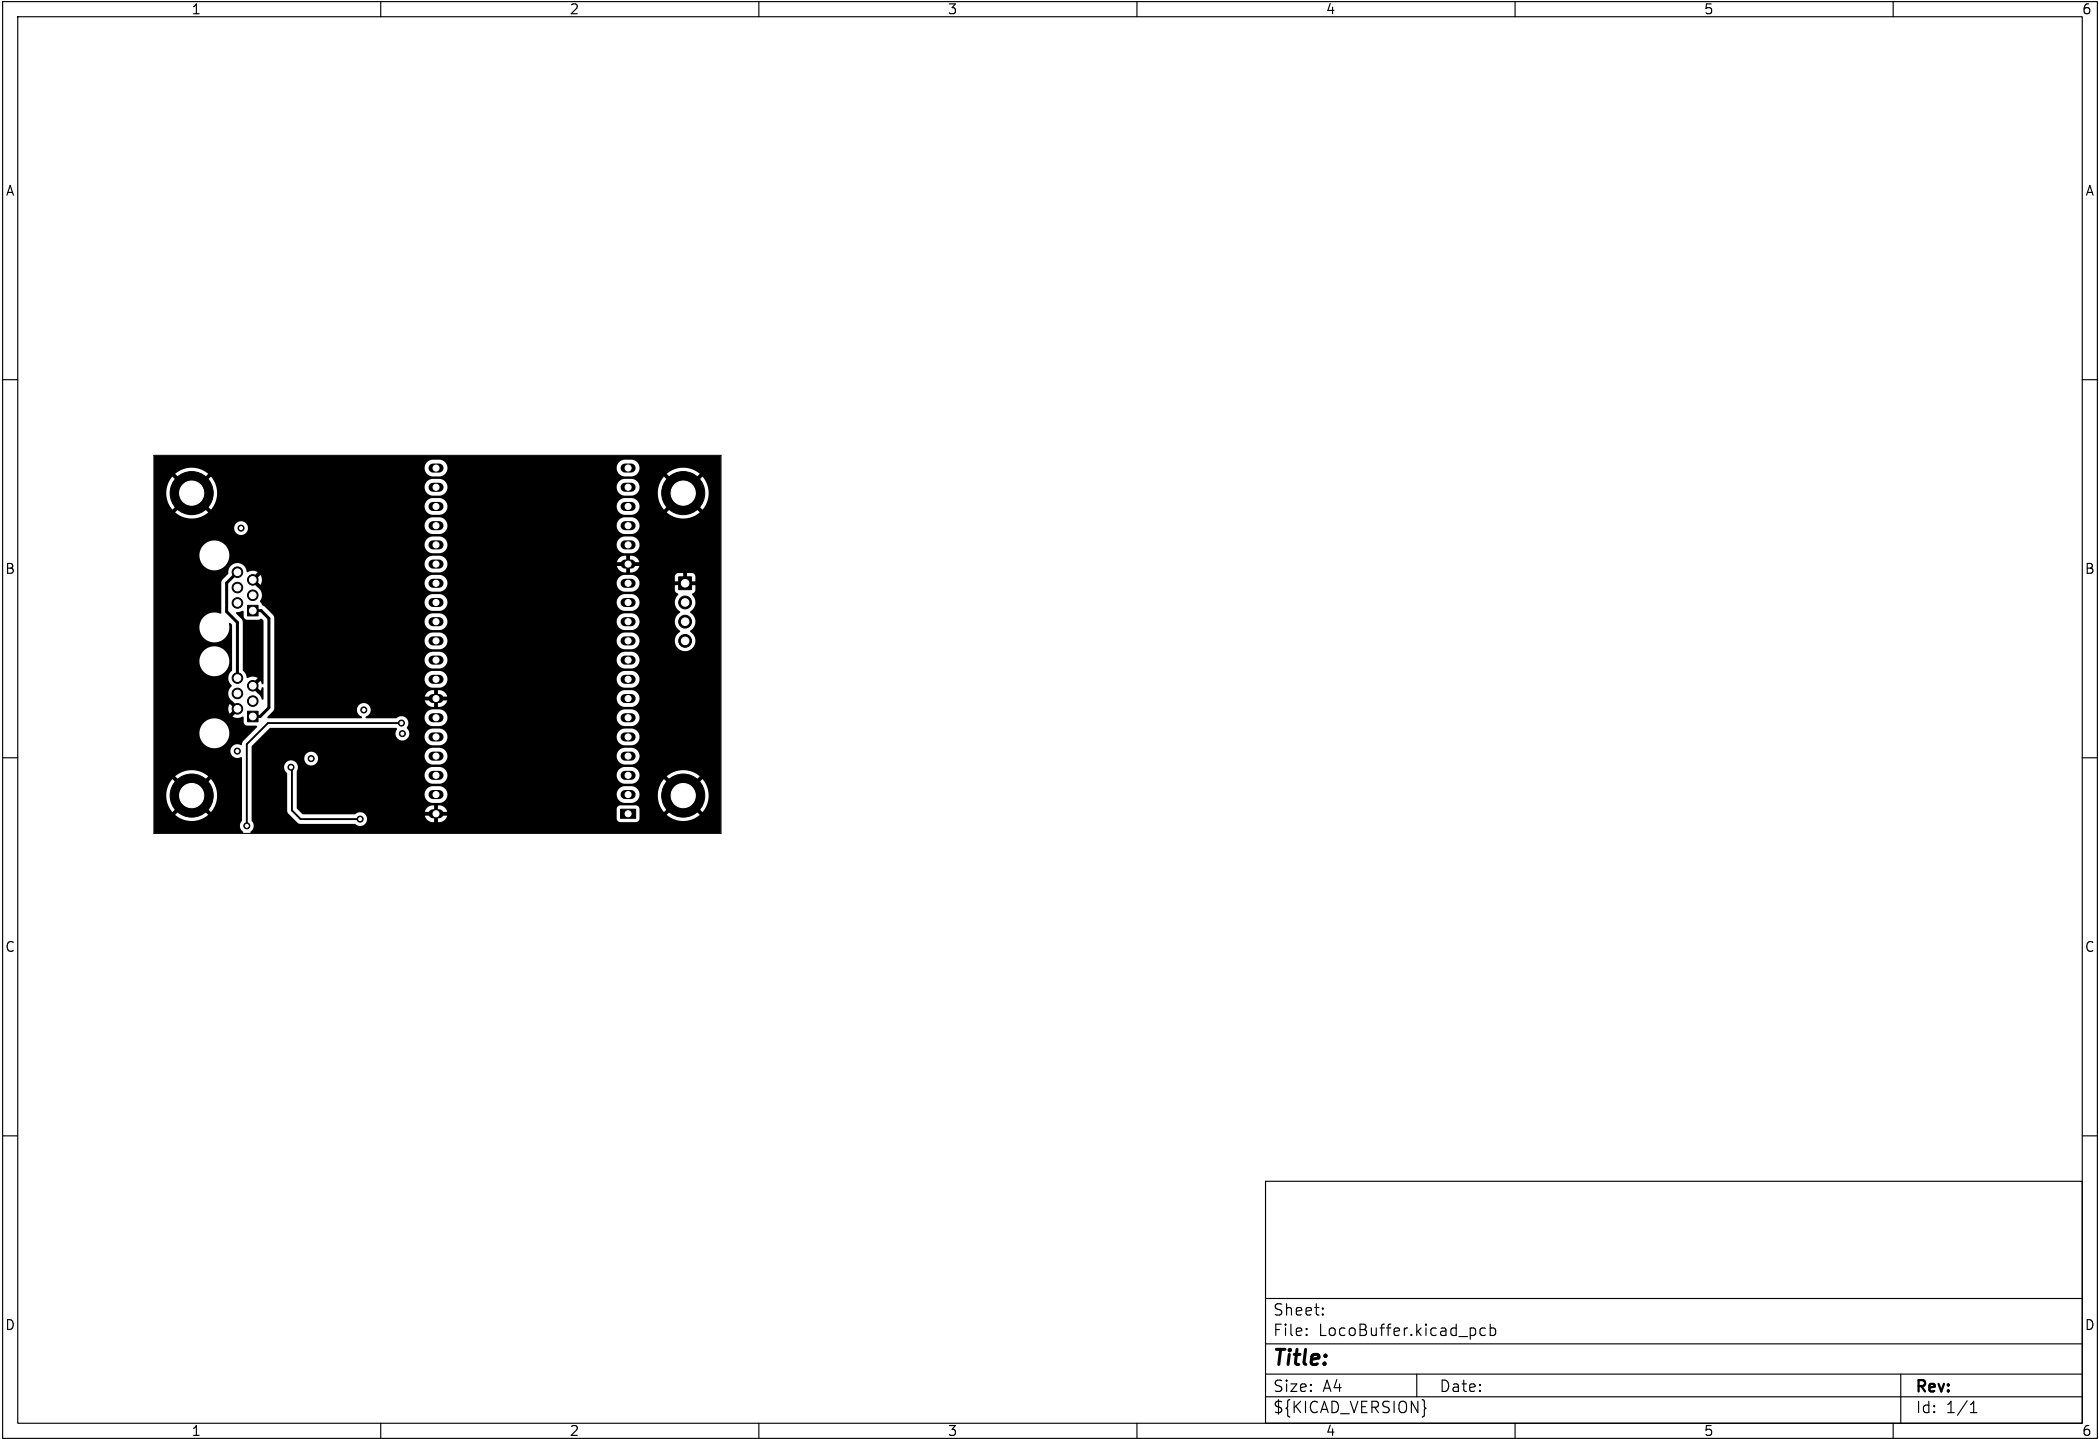 1 2 3 4 5 6
A A
B B
C C
D D
Sheet:
File: LocoBuffer.kicad_pcb
Title:
Size: A4 Date: Rev:
${KICAD_VERSION} Id: 1/1
1 2 3 4 5 6